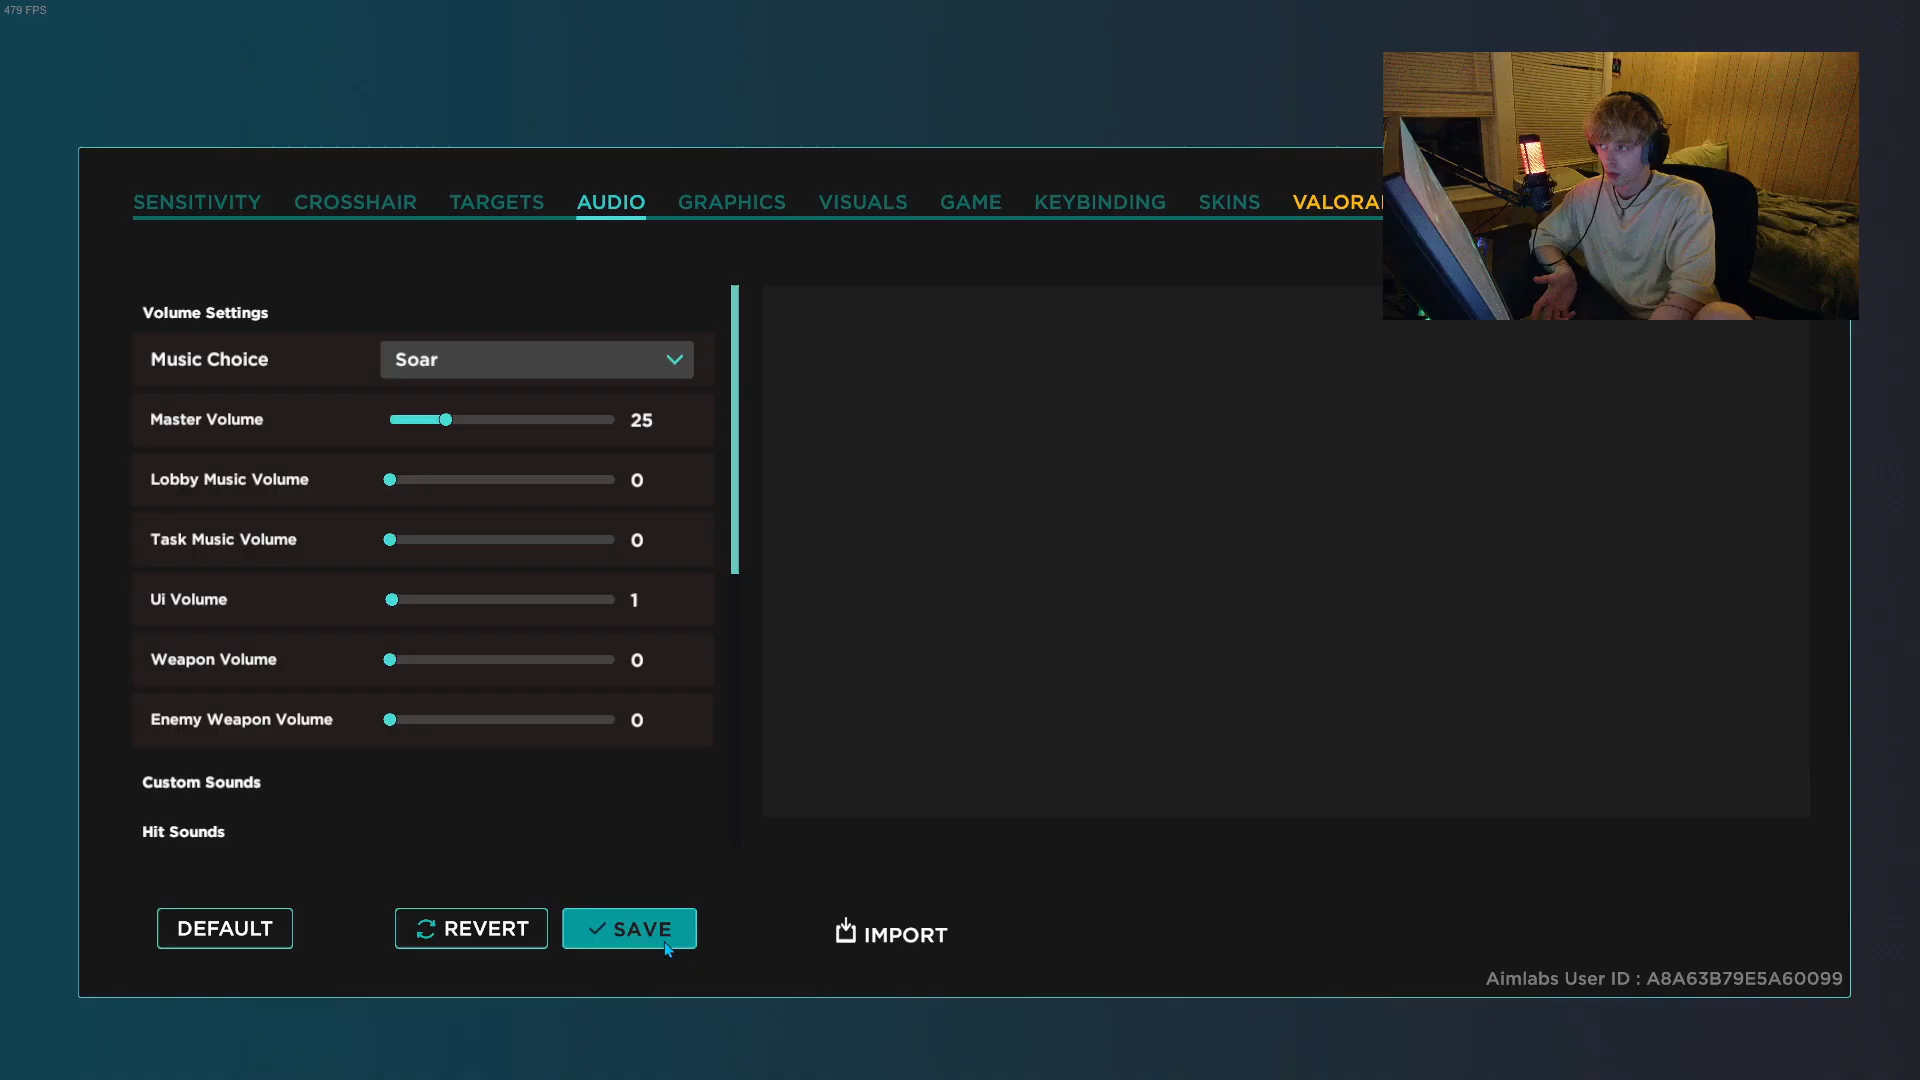 479 FPS
SENSITIVITY CROSSHAIR TARGETS AUDIO GRAPHICS VISUALS GAME KEYBINDING SKINS VALORA
Volume Settings
Music Choice Soar
Master Volume 25
Lobby Music Volume 0
Task Music Volume 0
Ui Volume 1
Weapon Volume 0
Enemy Weapon Volume 0
Custom Sounds
Hit Sounds
DEFAULT REVERT SAVE IMPORT
Aimlabs User ID : A8A63B79E5A60099